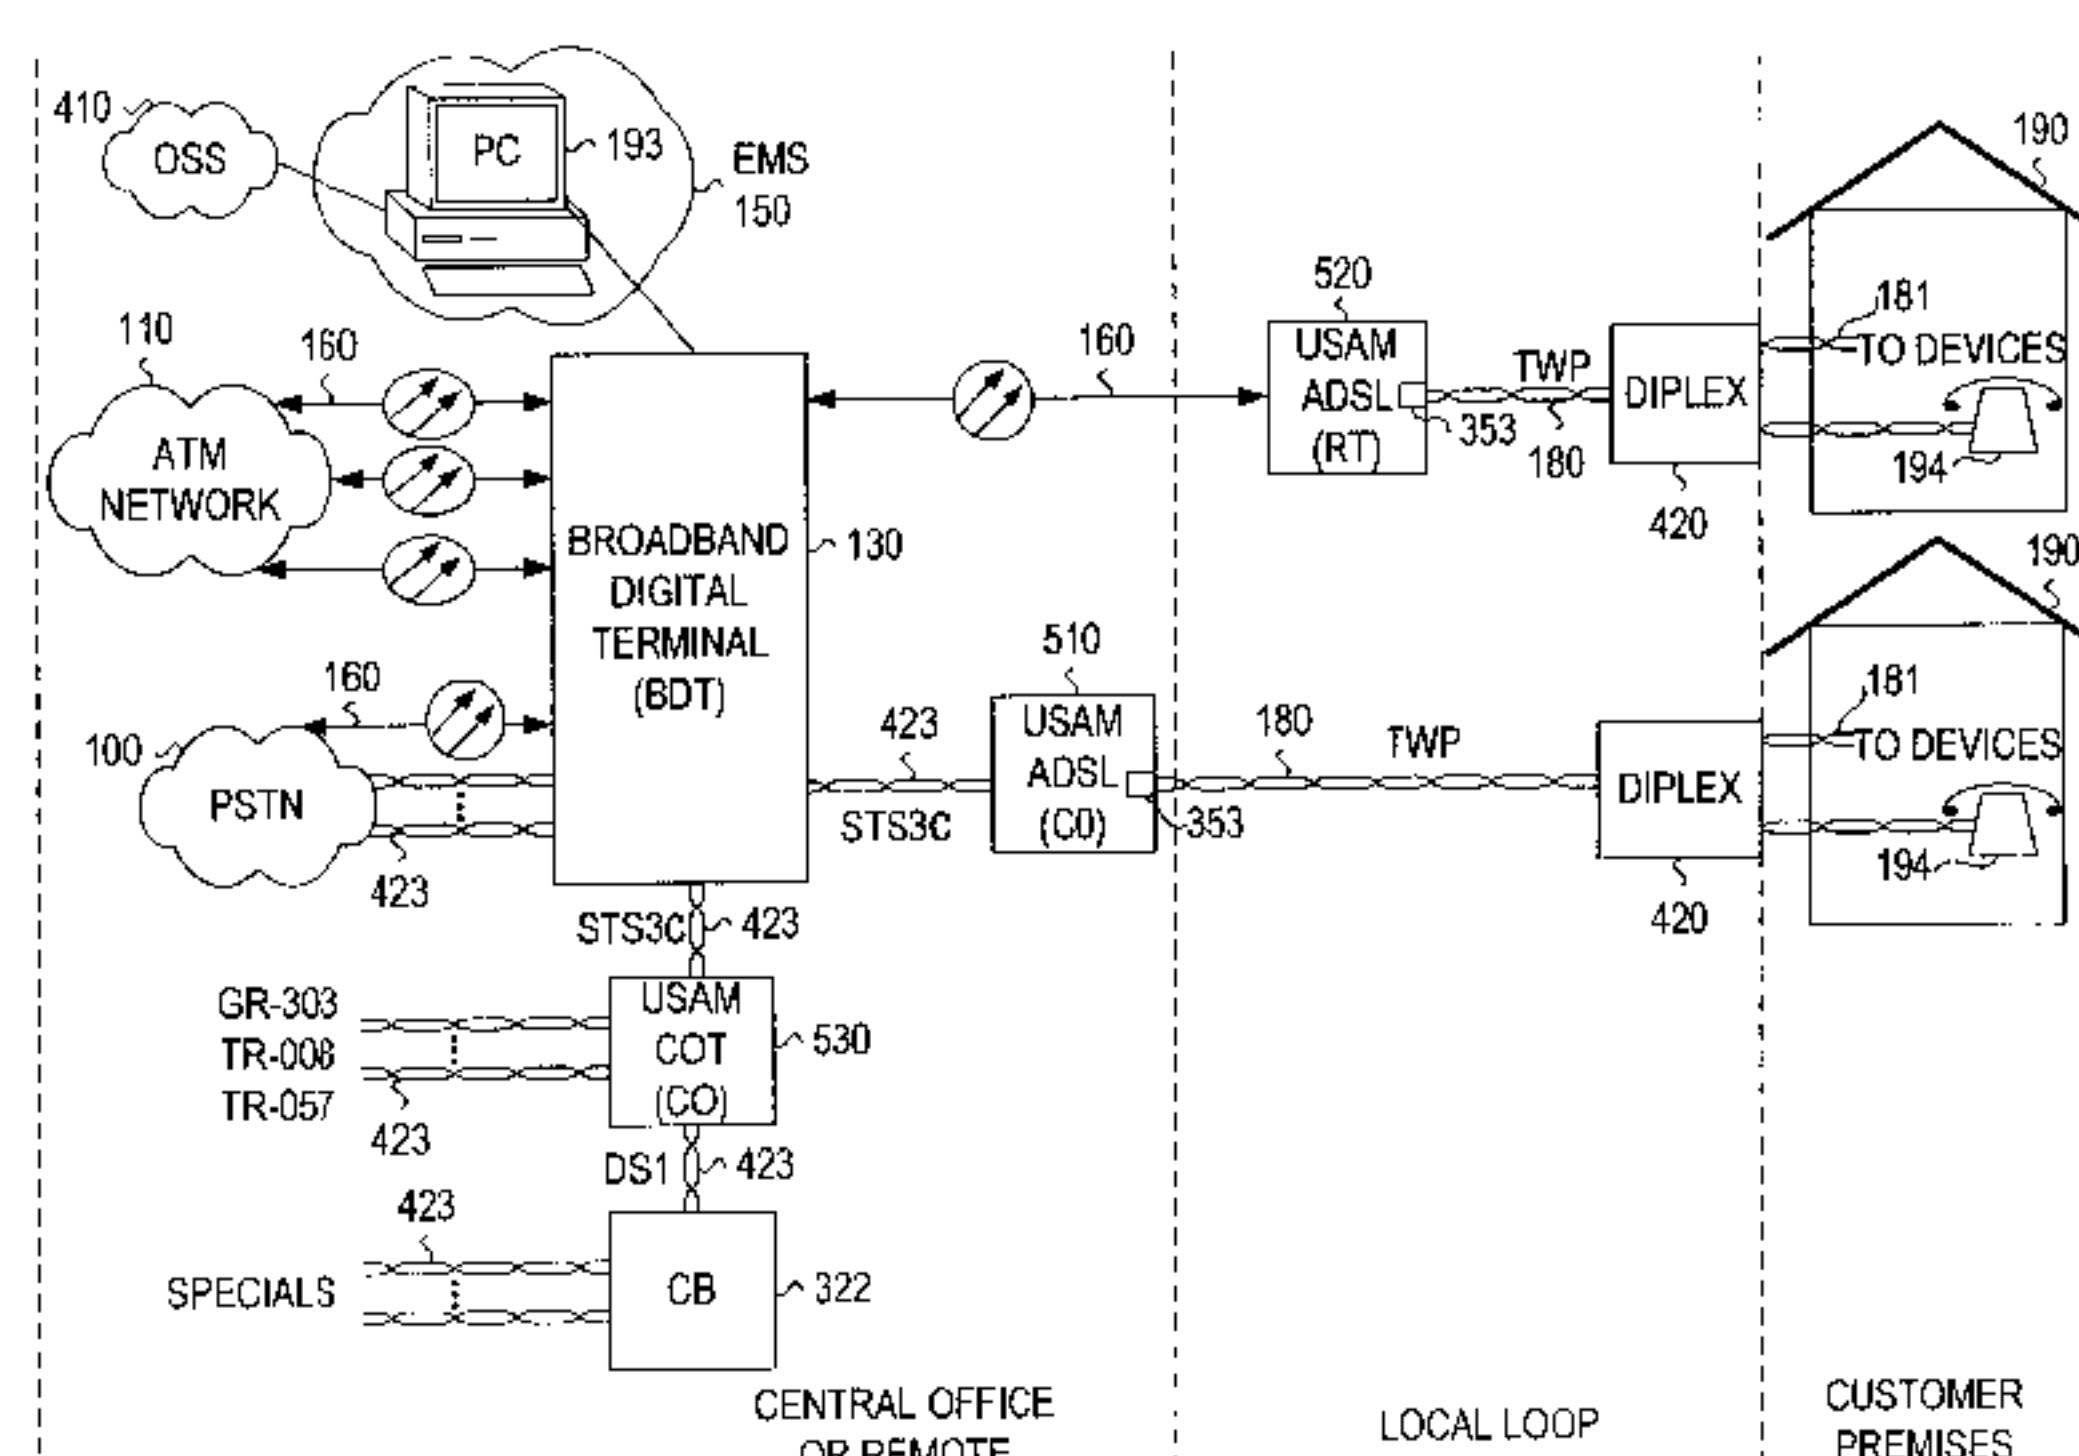 410
OSS
PC
193
EMS
150
190
520
110
160
160
USAM
ADSL
(RT)
353
TWP
180
DIPLEX
420
181
TO DEVICES
194
ATM
NETWORK
BROADBAND
DIGITAL
TERMINAL
(BDT)
130
190
510
160
100
PSTN
423
423
STS3C
USAM
ADSL
(CO)
353
180
TWP
DIPLEX
420
181
TO DEVICES
194
STS3C
423
GR-303
TR-008
TR-057
423
USAM
COT
(CO)
530
DS1
423
423
SPECIALS
CB
322
CENTRAL OFFICE
OR REMOTE
LOCAL LOOP
CUSTOMER
PREMISES